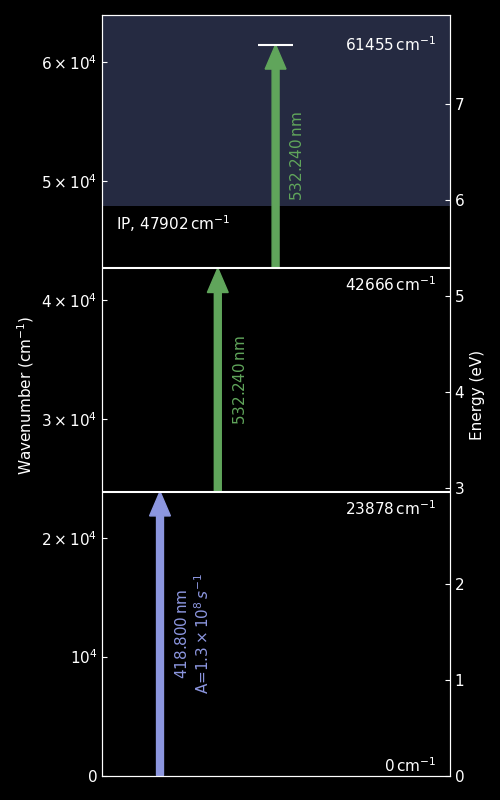 61455 cm⁻¹
6 × 10⁴
7
532.240 nm
5 × 10⁴
6
IP, 47902 cm⁻¹
42666 cm⁻¹
5
4 × 10⁴
532.240 nm
4
Wavenumber (cm⁻¹)
Energy (eV)
3 × 10⁴
3
23878 cm⁻¹
2 × 10⁴
2
418.800 nm
A=1.3 × 10⁸ s⁻¹
10⁴
1
0 cm⁻¹
0
0